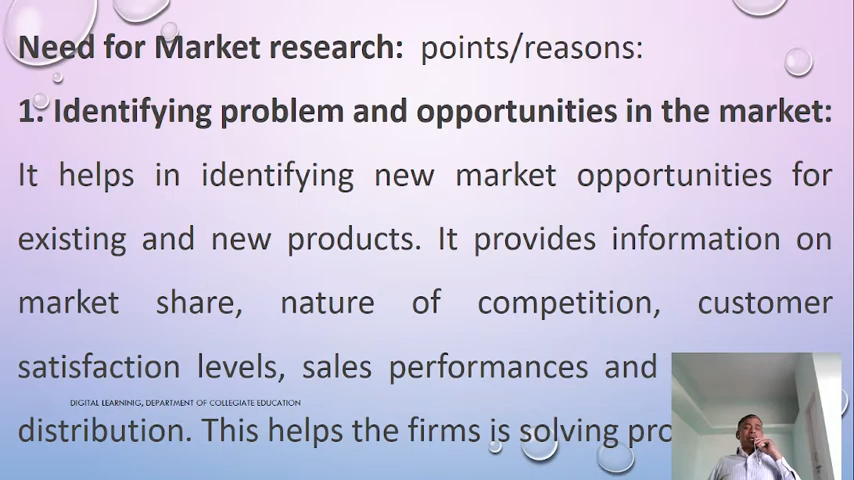 Need for Market research: points/reasons:
1. Identifying problem and opportunities in the market:
It helps in identifying new market opportunities for
existing and new products. It provides information on
market share, nature of competition, customer
satisfaction levels, sales performances and
DIGITAL LEARNINIG, DEPARTMENT OF COLLEGIATE EDUCATION
distribution. This helps the firms is solving